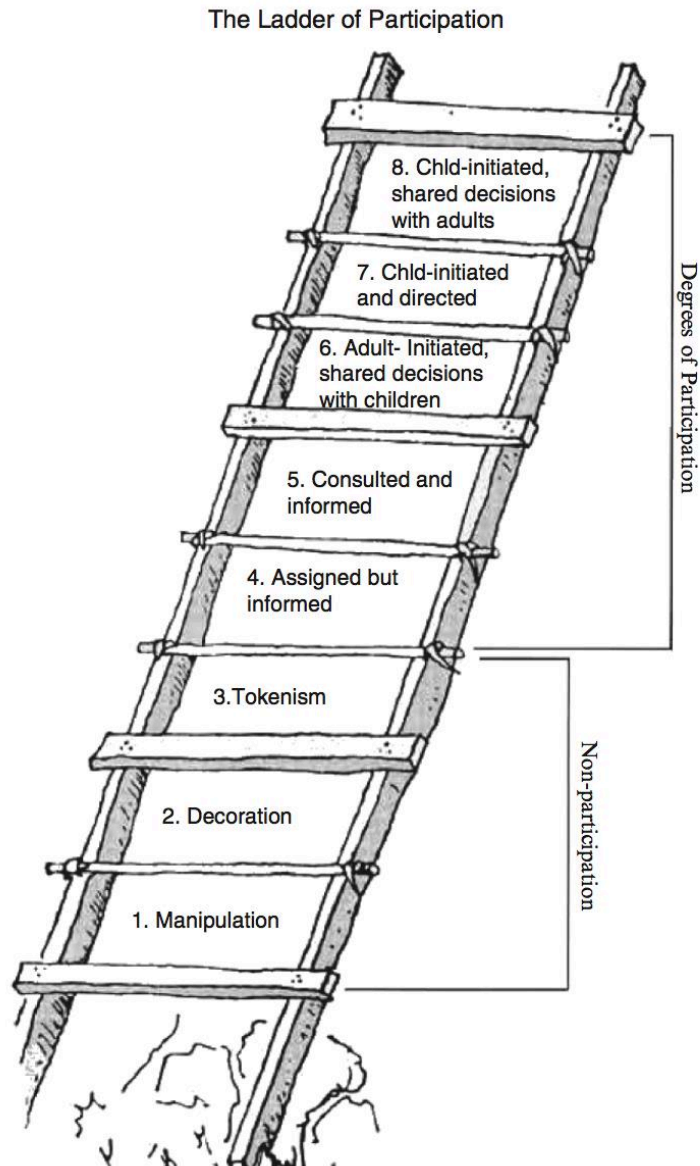 The Ladder of Participation
8. Chld-initiated,
shared decisions
with adults
7. Chld-initiated
and directed
6. Adult- Initiated,
shared decisions
with children
5. Consulted and
informed
4. Assigned but
informed
3.Tokenism
2. Decoration
1. Manipulation
Degrees of Participation
Non-participation